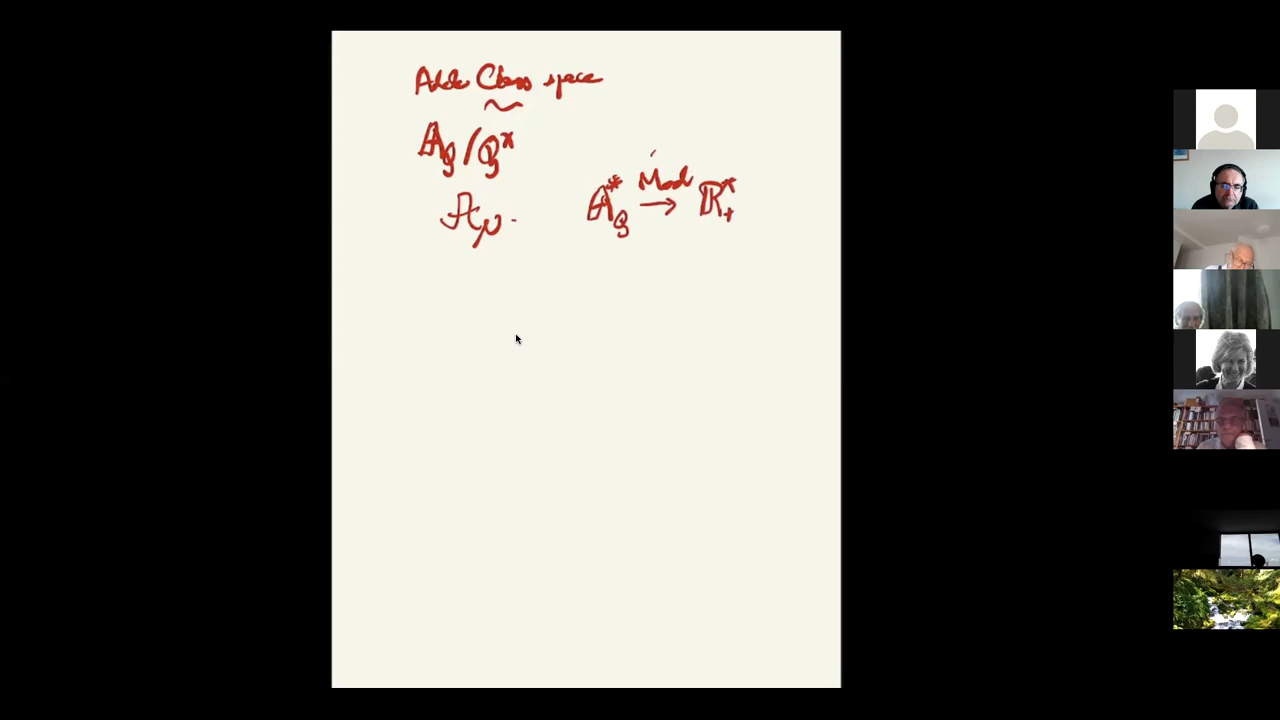 Adele Class space
𝔸_ℚ / ℚ^×
𝔸_ℚ^* Mod → ℝ_+^*